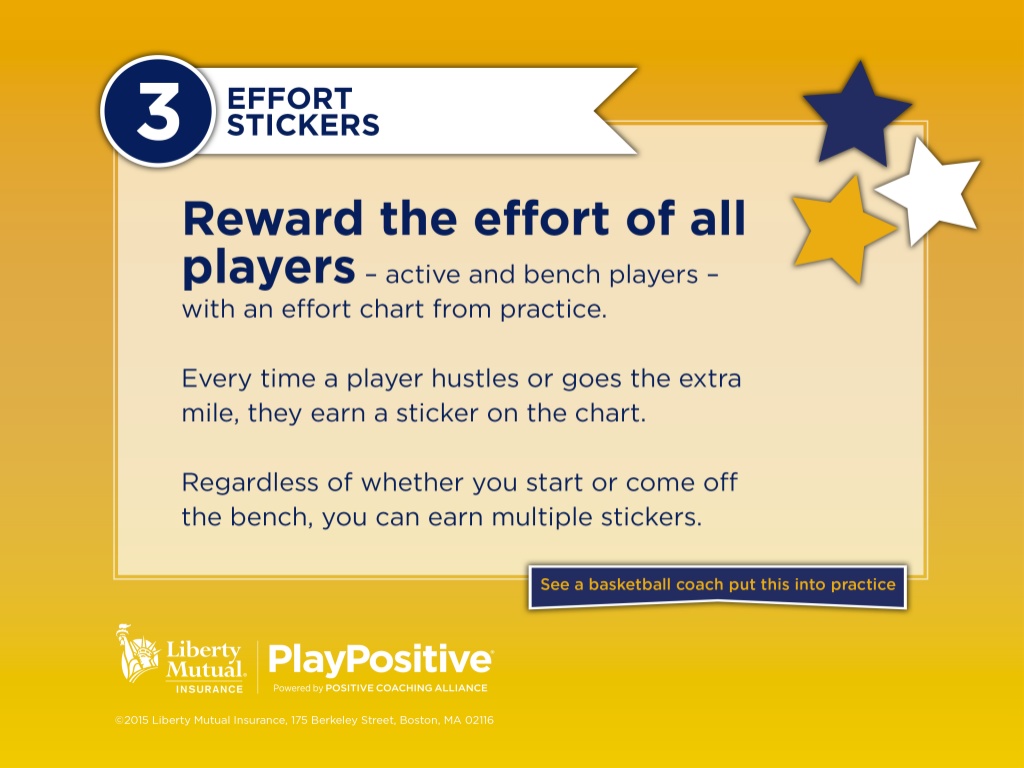 3
EFFORT
STICKERS
Reward the effort of all
players – active and bench players –
with an effort chart from practice.
Every time a player hustles or goes the extra
mile, they earn a sticker on the chart.
Regardless of whether you start or come off
the bench, you can earn multiple stickers.
See a basketball coach put this into practice
Liberty
Mutual®
INSURANCE
PlayPositive®
Powered by POSITIVE COACHING ALLIANCE
©2015 Liberty Mutual Insurance, 175 Berkeley Street, Boston, MA 02116